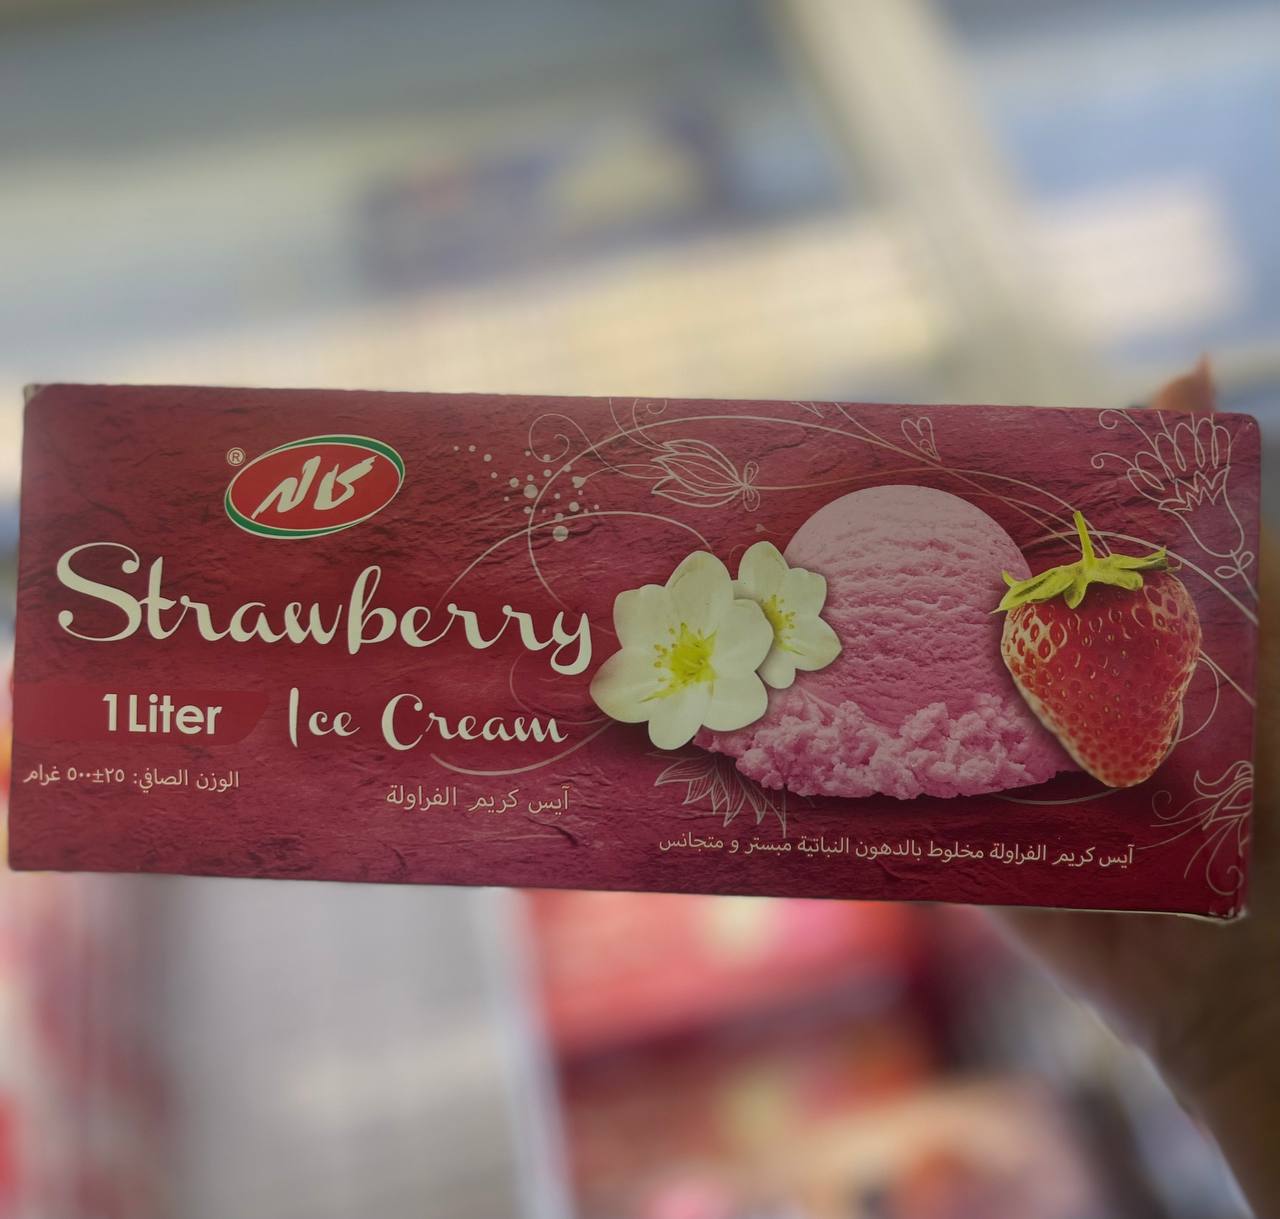 كاله
®
Strawberry
1 Liter
Ice Cream
الوزن الصافي: ٢٥±٥٠٠ غرام
آيس كريم الفراولة
آيس كريم الفراولة مخلوط بالدهون النباتية مبستر و متجانس